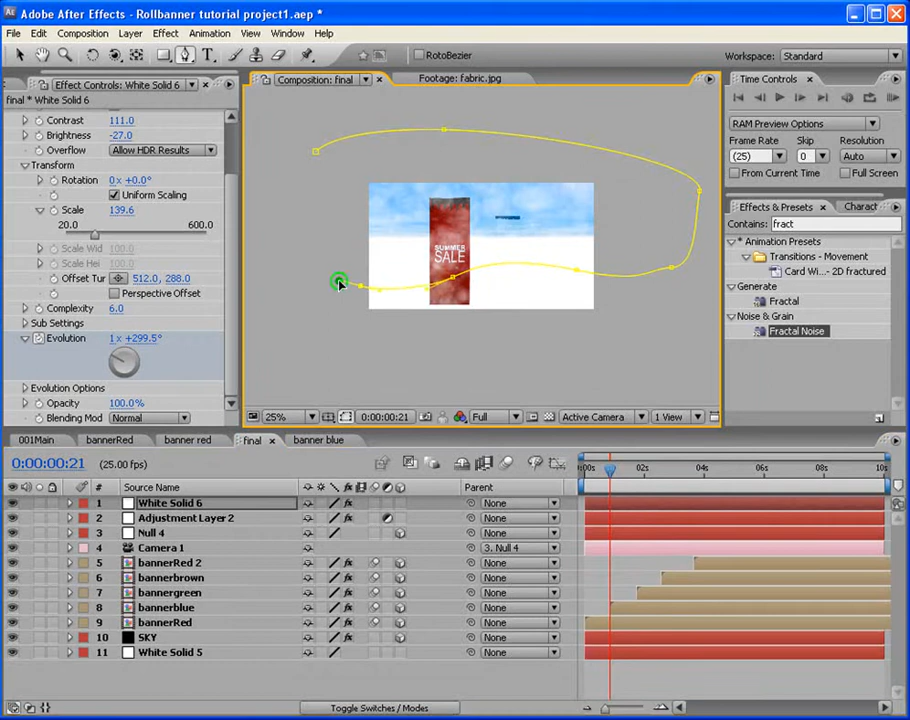 Adobe After Effects - Rollbanner tutorial project1.aep *
File Edit Composition Layer Effect Animation View Window Help
RotoBezier
Workspace: Standard
Effect Controls: White Solid 6
final * White Solid 6
Contrast 111.0
Brightness -27.0
Overflow Allow HDR Results
Transform
Rotation 0x+0.0°
Uniform Scaling
Scale 139.6
20.0 600.0
Scale Wid 100.0
Scale Hei 100.0
Offset Tur 512.0, 288.0
Perspective Offset
Complexity 6.0
Sub Settings
Evolution 1x+299.5°
Evolution Options
Opacity 100.0%
Blending Mod Normal
Composition: final
Footage: fabric.jpg
SUMMER
SALE
25% 0:00:00:21 Full Active Camera 1 View
Time Controls
RAM Preview Options
Frame Rate Skip Resolution
(25) 0 Auto
From Current Time Full Screen
Effects & Presets Charact
Contains: fract
* Animation Presets
Transitions - Movement
Card Wi... - 2D fractured
Generate
Fractal
Noise & Grain
Fractal Noise
001Main bannerRed banner red final banner blue
0:00:00:21 (25.00 fps)
:00s 02s 04s 06s 08s 10s
# Source Name Parent
1 White Solid 6 None
2 Adjustment Layer 2 None
3 Null 4 None
4 Camera 1 3. Null 4
5 bannerRed 2 None
6 bannerbrown None
7 bannergreen None
8 bannerblue None
9 bannerRed None
10 SKY None
11 White Solid 5 None
Toggle Switches / Modes